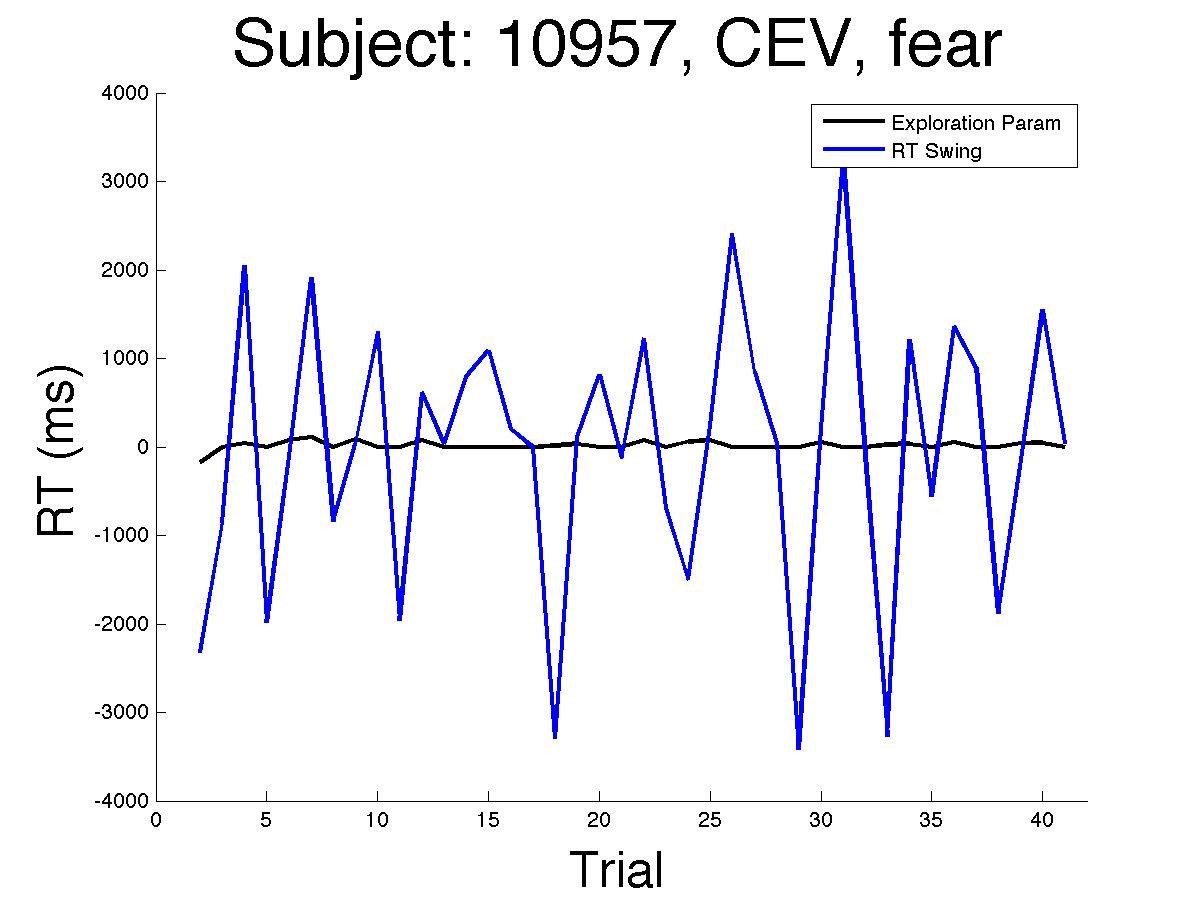 Subject: 10957, CEV, fear
4000
3000
2000
1000
0
-1000
-2000
-3000
-4000
RT (ms)
Exploration Param
RT Swing
0 5 10 15 20 25 30 35 40
Trial